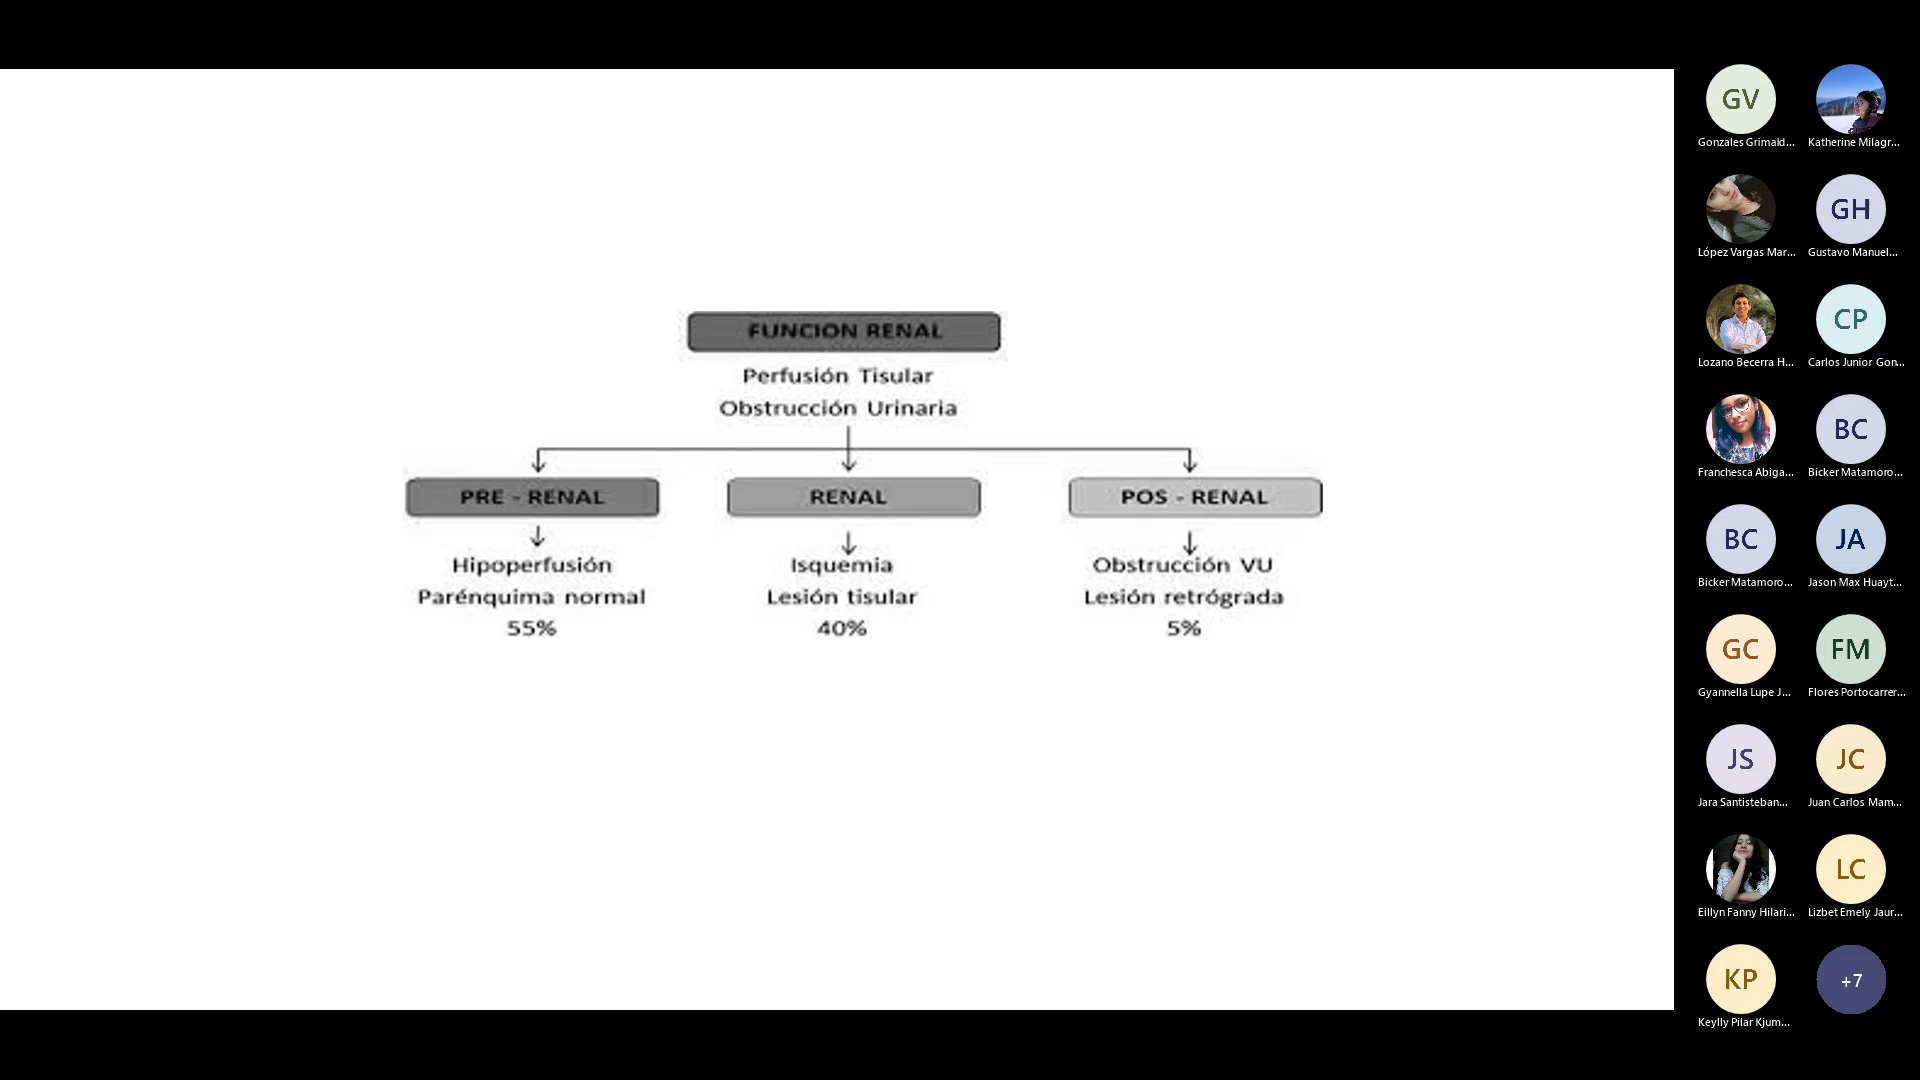 FUNCION RENAL
Perfusión Tisular
Obstrucción Urinaria
PRE - RENAL
Hipoperfusión
Parénquima normal
55%
RENAL
Isquemia
Lesión tisular
40%
POS - RENAL
Obstrucción VU
Lesión retrógrada
5%
GV
Gonzales Grimald...
Katherine Milagr...
López Vargas Mar...
GH
Gustavo Manuel...
Lozano Becerra H...
CP
Carlos Junior Gon...
Franchesca Abiga...
BC
Bicker Matamoro...
BC
Bicker Matamoro...
JA
Jason Max Huayt...
GC
Gyannella Lupe J...
FM
Flores Portocarrer...
JS
Jara Santisteban...
JC
Juan Carlos Mam...
Eillyn Fanny Hilari...
LC
Lizbet Emely Jaur...
KP
Keylly Pilar Kjum...
+7